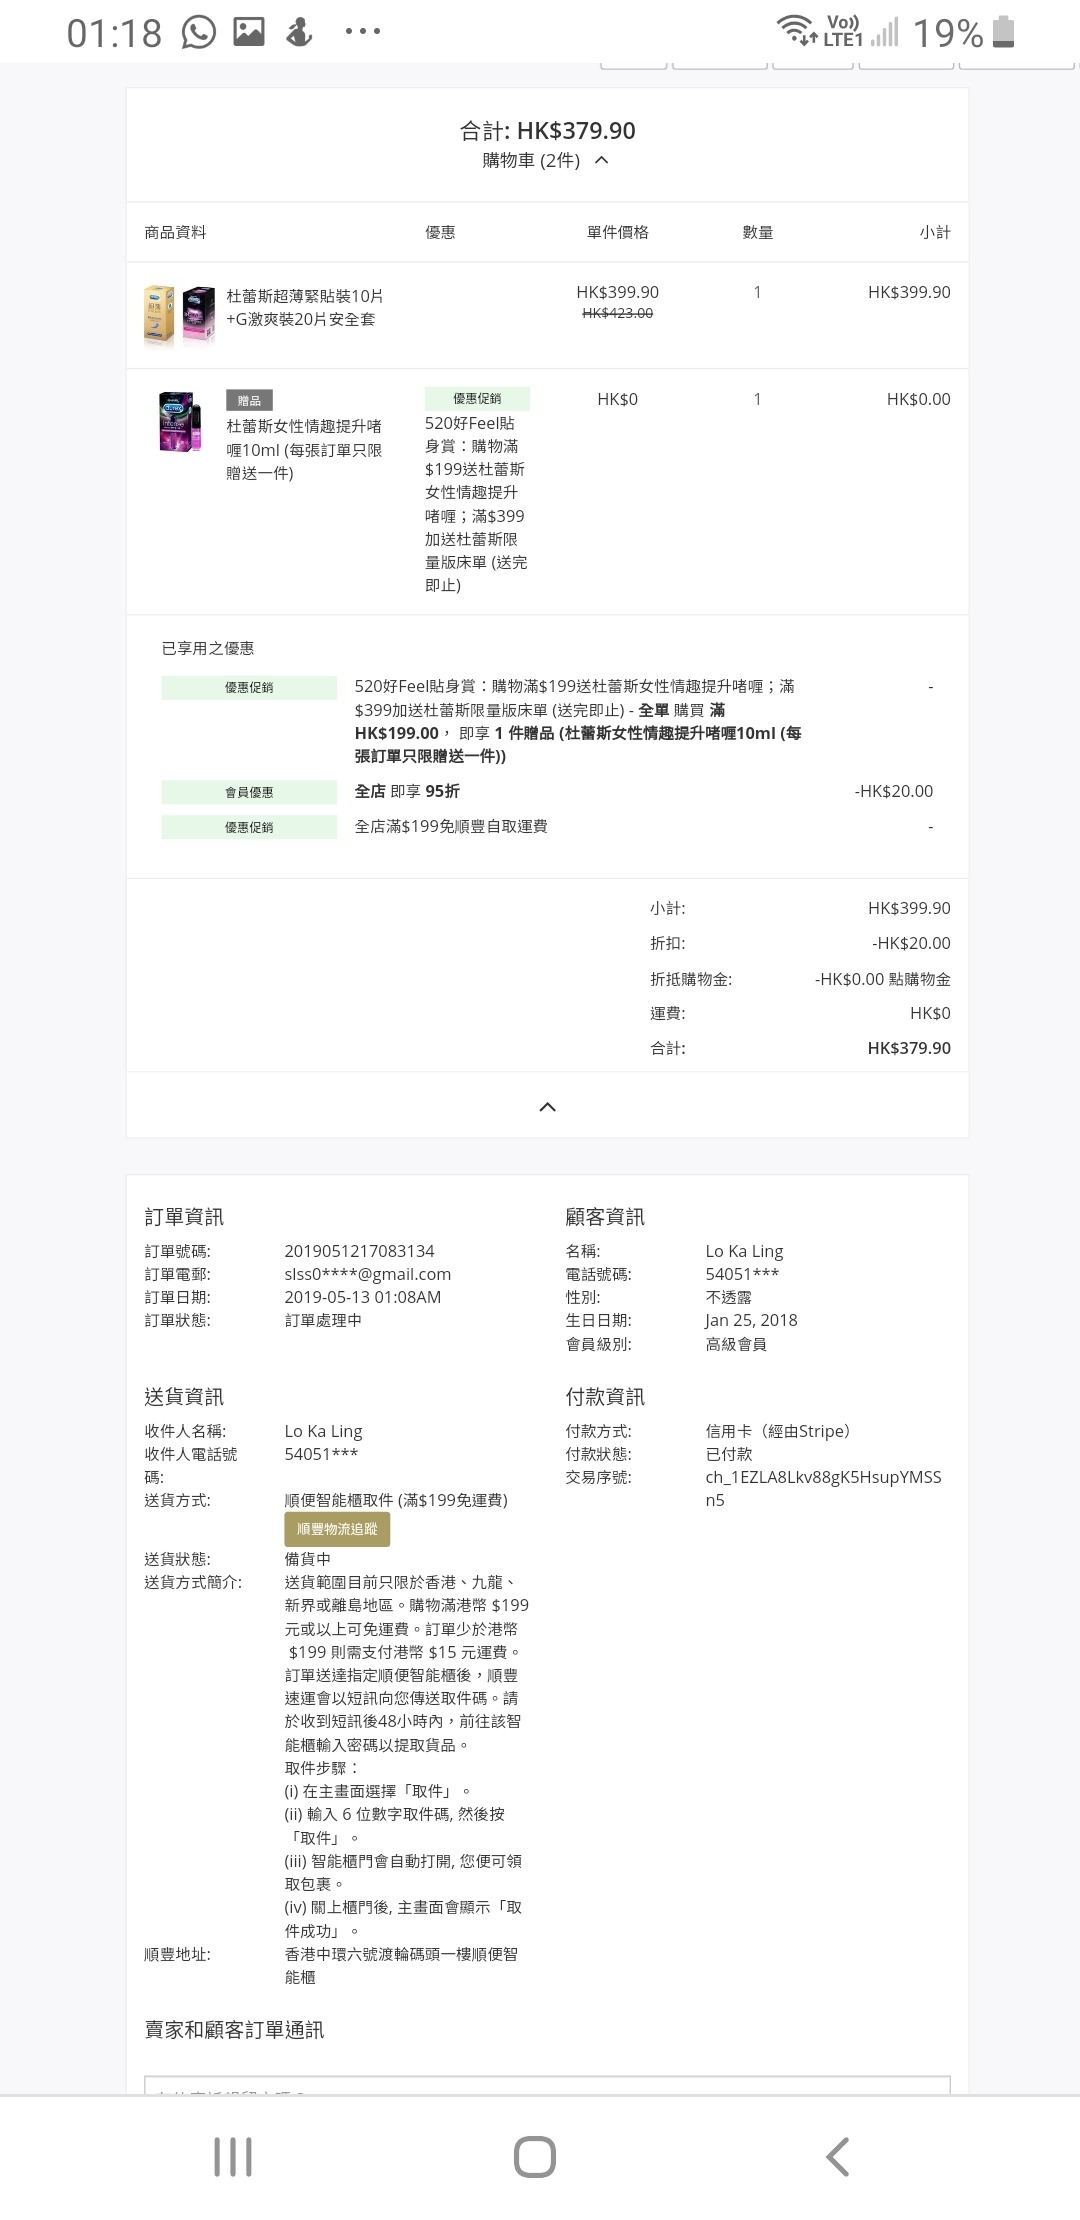 01:18
Vo)) LTE1 19%
合計: HK$379.90
購物車 (2件)
商品資料 優惠 單件價格 數量 小計
杜蕾斯超薄緊貼裝10片
+G激爽裝20片安全套
HK$399.90 1 HK$399.90
HK$423.00
贈品
杜蕾斯女性情趣提升啫
喱10ml (每張訂單只限
贈送一件)
優惠促銷
520好Feel貼
身賞：購物滿
$199送杜蕾斯
女性情趣提升
啫喱；滿$399
加送杜蕾斯限
量版床單 (送完
即止)
HK$0 1 HK$0.00
已享用之優惠
優惠促銷 520好Feel貼身賞：購物滿$199送杜蕾斯女性情趣提升啫喱；滿 -
$399加送杜蕾斯限量版床單 (送完即止) - 全單 購買 滿
HK$199.00， 即享 1 件贈品 (杜蕾斯女性情趣提升啫喱10ml (每
張訂單只限贈送一件))
會員優惠 全店 即享 95折 -HK$20.00
優惠促銷 全店滿$199免順豐自取運費 -
小計: HK$399.90
折扣: -HK$20.00
折抵購物金: -HK$0.00 點購物金
運費: HK$0
合計: HK$379.90
訂單資訊
訂單號碼: 2019051217083134
訂單電郵: slss0****@gmail.com
訂單日期: 2019-05-13 01:08AM
訂單狀態: 訂單處理中
顧客資訊
名稱: Lo Ka Ling
電話號碼: 54051***
性別: 不透露
生日日期: Jan 25, 2018
會員級別: 高級會員
送貨資訊
收件人名稱: Lo Ka Ling
收件人電話號 54051***
碼:
送貨方式: 順便智能櫃取件 (滿$199免運費)
順豐物流追蹤
送貨狀態: 備貨中
送貨方式簡介: 送貨範圍目前只限於香港、九龍、
新界或離島地區。購物滿港幣 $199
元或以上可免運費。訂單少於港幣
$199 則需支付港幣 $15 元運費。
訂單送達指定順便智能櫃後，順豐
速運會以短訊向您傳送取件碼。請
於收到短訊後48小時內，前往該智
能櫃輸入密碼以提取貨品。
取件步驟：
(i) 在主畫面選擇「取件」。
(ii) 輸入 6 位數字取件碼, 然後按
「取件」。
(iii) 智能櫃門會自動打開, 您便可領
取包裹。
(iv) 關上櫃門後, 主畫面會顯示「取
件成功」。
順豐地址: 香港中環六號渡輪碼頭一樓順便智
能櫃
付款資訊
付款方式: 信用卡（經由Stripe）
付款狀態: 已付款
交易序號: ch_1EZLA8Lkv88gK5HsupYMSS
n5
賣家和顧客訂單通訊